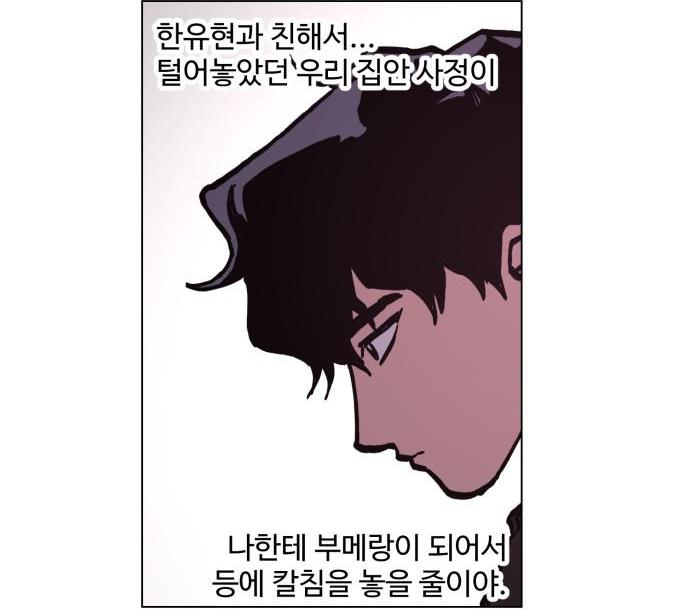 한유현과 친해서...
털어놓았던 우리 집안 사정이
나한테 부메랑이 되어서
등에 칼침을 놓을 줄이야.